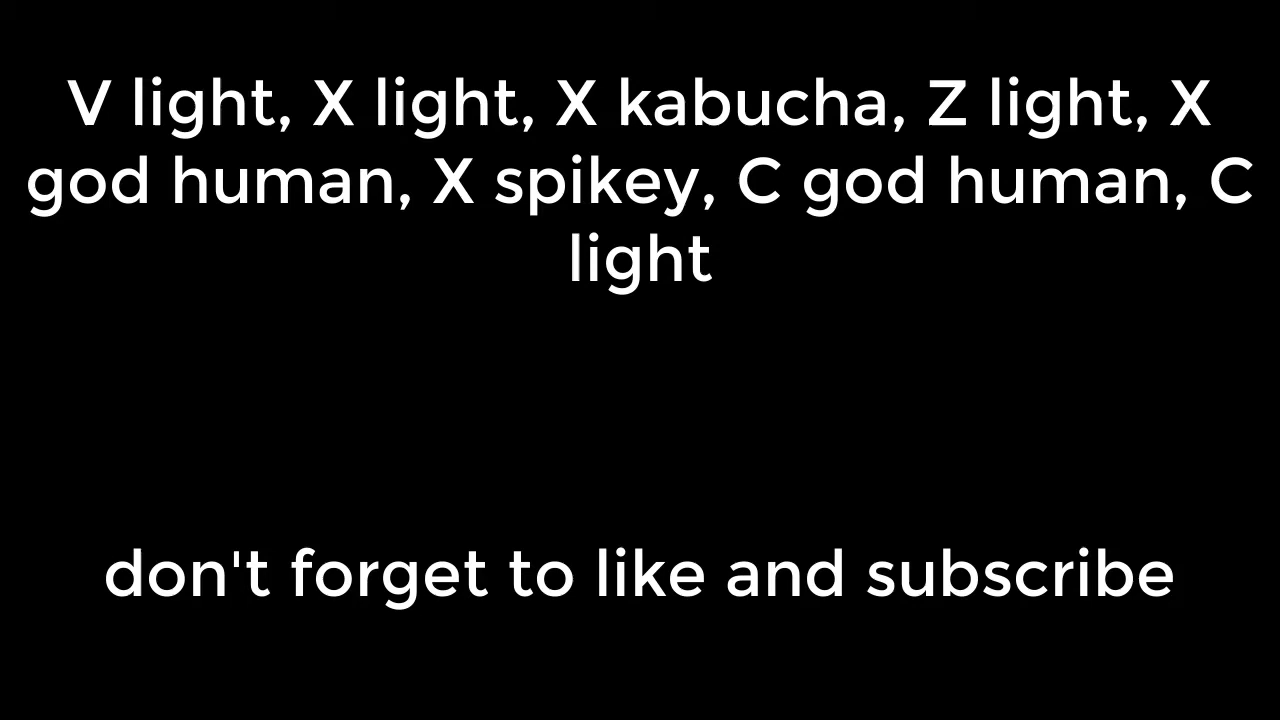 V light, X light, X kabucha, Z light, X
god human, X spikey, C god human, C
light
don't forget to like and subscribe